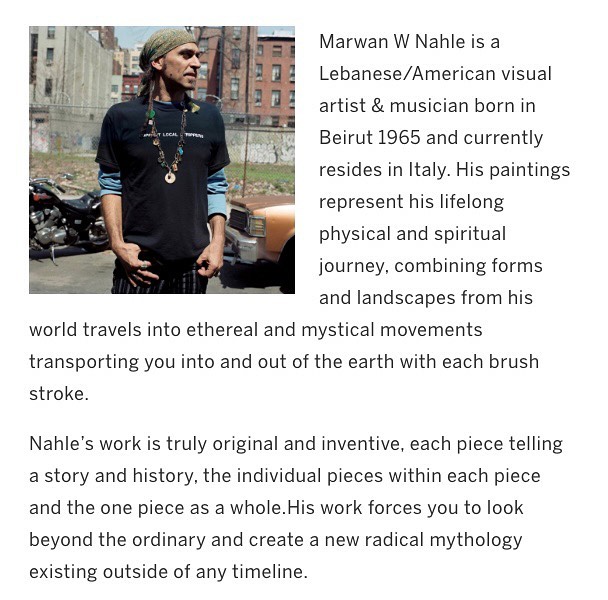 SUPPORT LOCAL STRIPPERS
Marwan W Nahle is a
Lebanese/American visual
artist & musician born in
Beirut 1965 and currently
resides in Italy. His paintings
represent his lifelong
physical and spiritual
journey, combining forms
and landscapes from his
world travels into ethereal and mystical movements
transporting you into and out of the earth with each brush
stroke.
Nahle’s work is truly original and inventive, each piece telling
a story and history, the individual pieces within each piece
and the one piece as a whole.His work forces you to look
beyond the ordinary and create a new radical mythology
existing outside of any timeline.